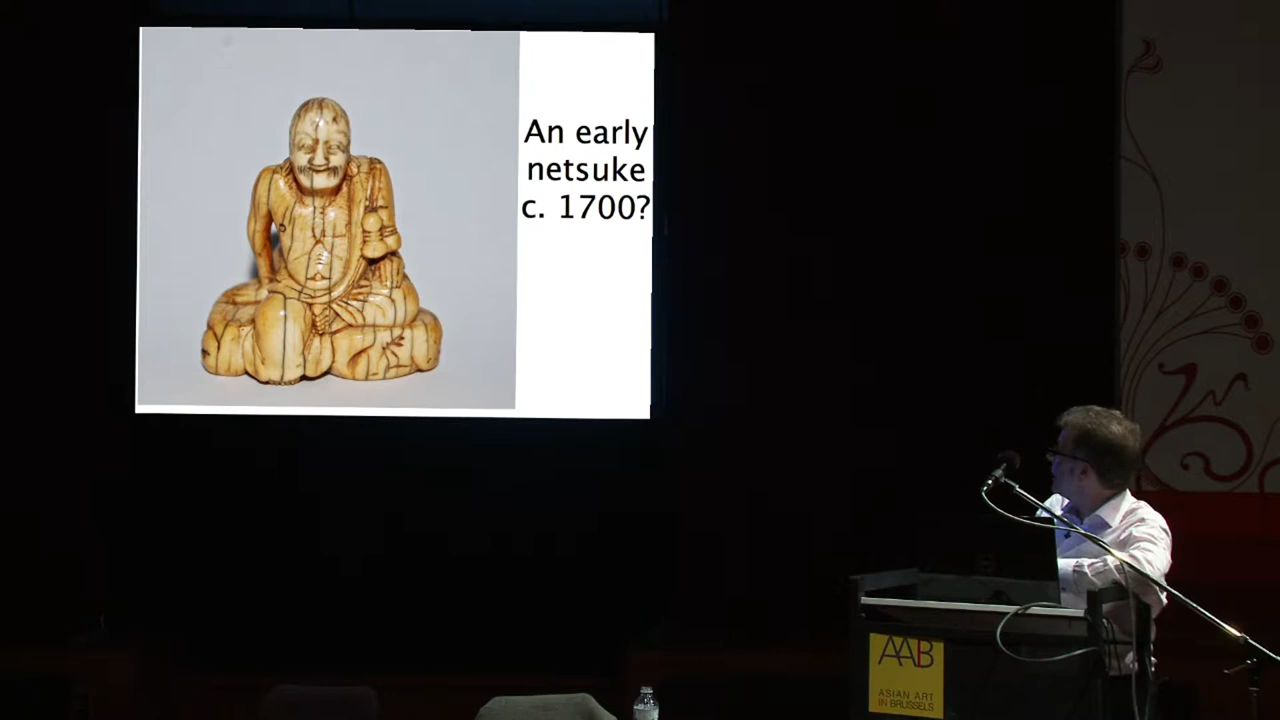 An early
netsuke
c. 1700?
AAB
ASIAN ART
IN BRUSSELS